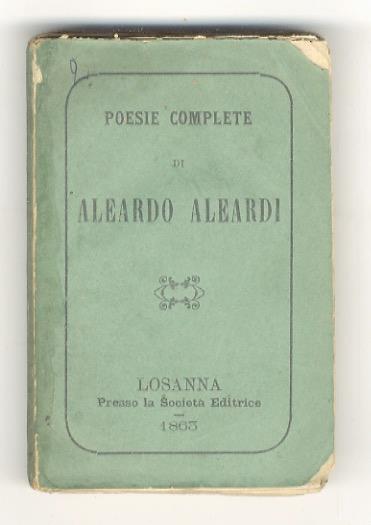 POESIE COMPLETE
DI
ALEARDO ALEARDI
LOSANNA
Presso la Società Editrice
1863